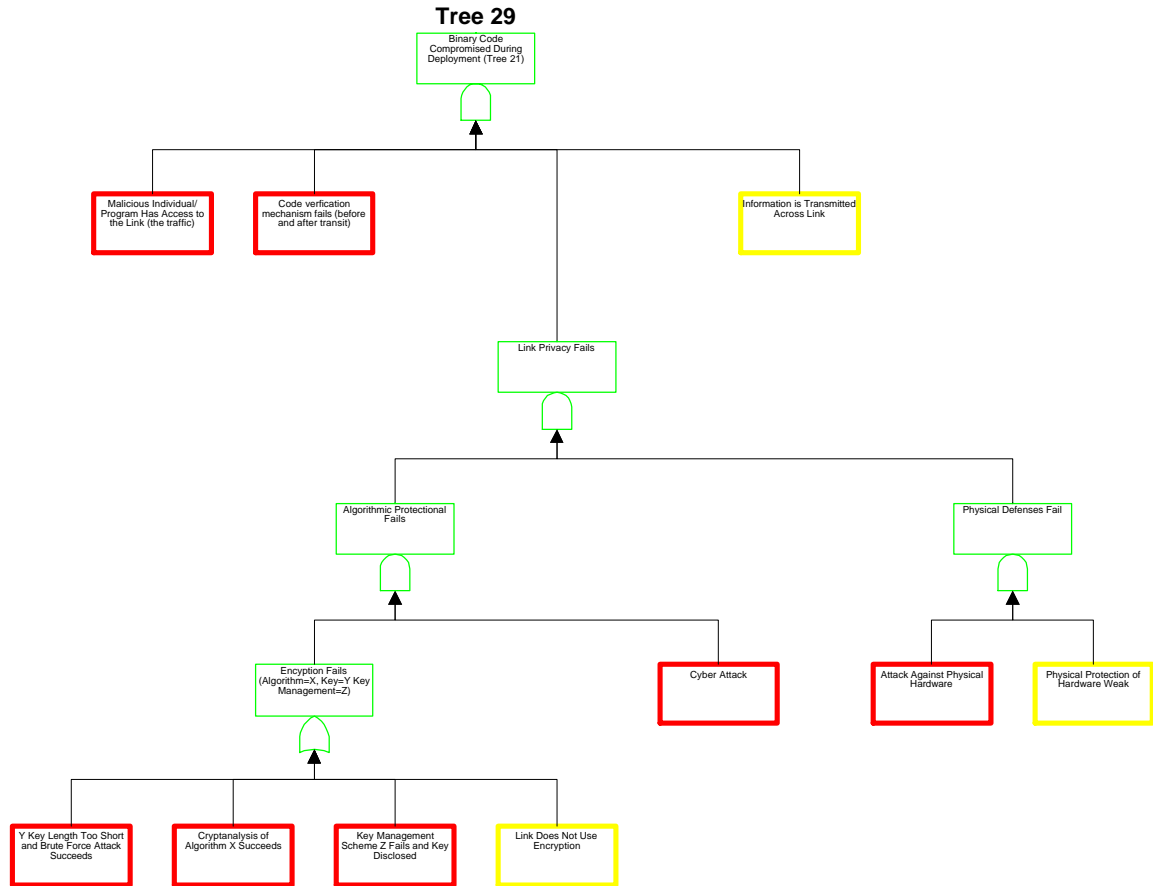 Tree 29
Binary Code
Compromised During
Deployment (Tree 21)
Malicious Individual/
Program Has Access to
the Link (the traffic)
Code verfication
mechanism fails (before
and after transit)
Information is Transmitted
Across Link
Link Privacy Fails
Algorithmic Protectional
Fails
Physical Defenses Fail
Encyption Fails
(Algorithm=X, Key=Y Key
Management=Z)
Cyber Attack
Attack Against Physical
Hardware
Physical Protection of
Hardware Weak
Y Key Length Too Short
and Brute Force Attack
Succeeds
Cryptanalysis of
Algorithm X Succeeds
Key Management
Scheme Z Fails and Key
Disclosed
Link Does Not Use
Encryption